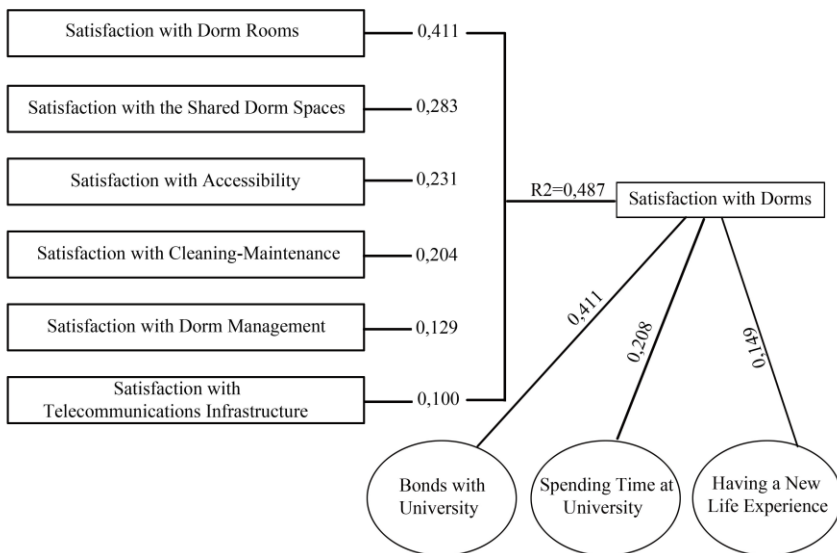 Satisfaction with Dorm Rooms
0,411
Satisfaction with the Shared Dorm Spaces
0,283
Satisfaction with Accessibility
0,231
R2=0,487
Satisfaction with Dorms
Satisfaction with Cleaning-Maintenance
0,204
Satisfaction with Dorm Management
0,129
Satisfaction with
Telecommunications Infrastructure
0,100
0,411
0,208
0,149
Bonds with
University
Spending Time at
University
Having a New
Life Experience